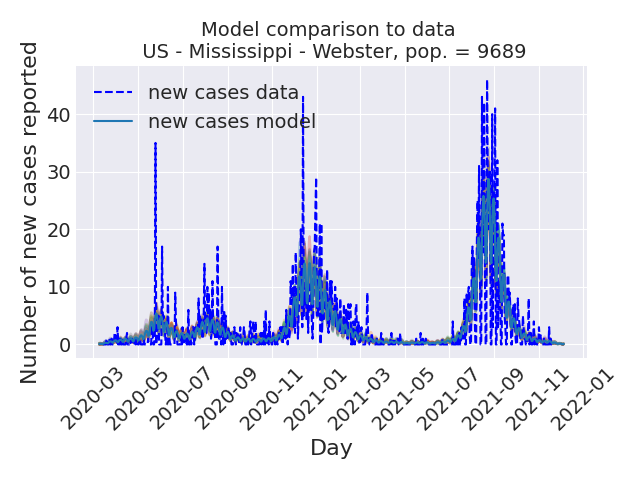 Model comparison to data
US - Mississippi - Webster, pop. = 9689
new cases data
new cases model
Number of new cases reported
40
30
20
10
0
2020-03
2020-05
2020-07
2020-09
2020-11
2021-01
2021-03
2021-05
2021-07
2021-09
2021-11
2022-01
Day